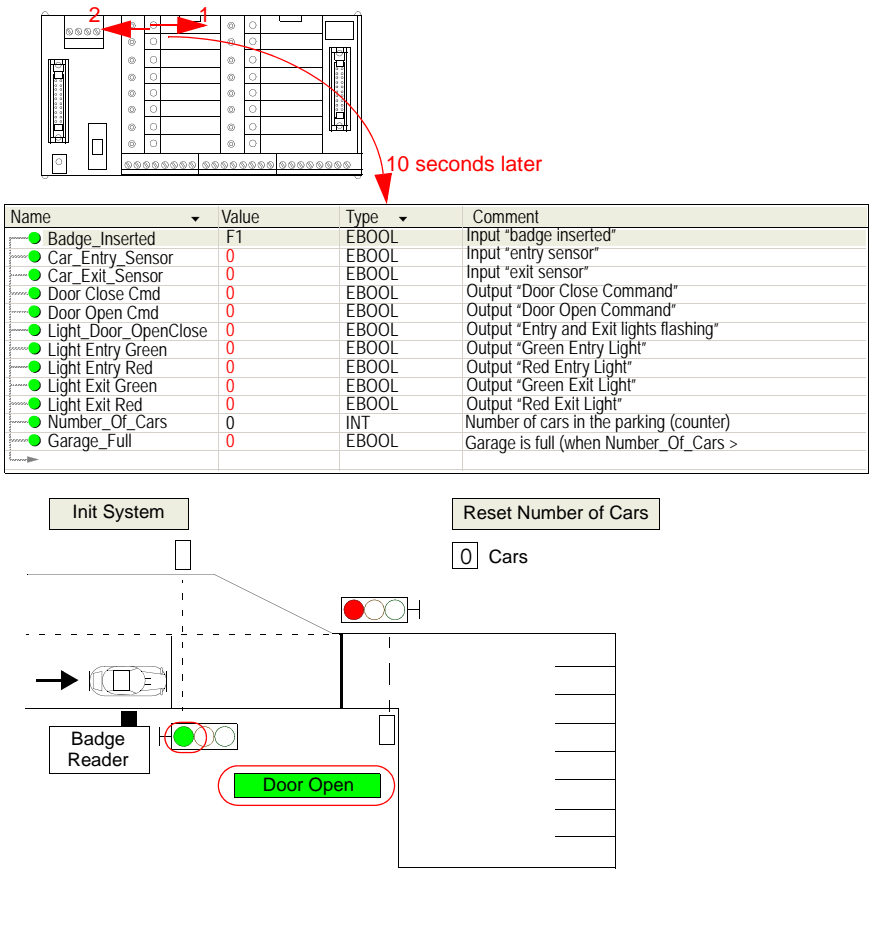 2 1
10 seconds later
Name Value Type Comment
Badge_Inserted F1 EBOOL Input "badge inserted"
Car_Entry_Sensor 0 EBOOL Input "entry sensor"
Car_Exit_Sensor 0 EBOOL Input "exit sensor"
Door Close Cmd 0 EBOOL Output "Door Close Command"
Door Open Cmd 0 EBOOL Output "Door Open Command"
Light_Door_OpenClose 0 EBOOL Output "Entry and Exit lights flashing"
Light Entry Green 0 EBOOL Output "Green Entry Light"
Light Entry Red 0 EBOOL Output "Red Entry Light"
Light Exit Green 0 EBOOL Output "Green Exit Light"
Light Exit Red 0 EBOOL Output "Red Exit Light"
Number_Of_Cars 0 INT Number of cars in the parking (counter)
Garage_Full 0 EBOOL Garage is full (when Number_Of_Cars >
Init System Reset Number of Cars
0 Cars
Badge
Reader
Door Open